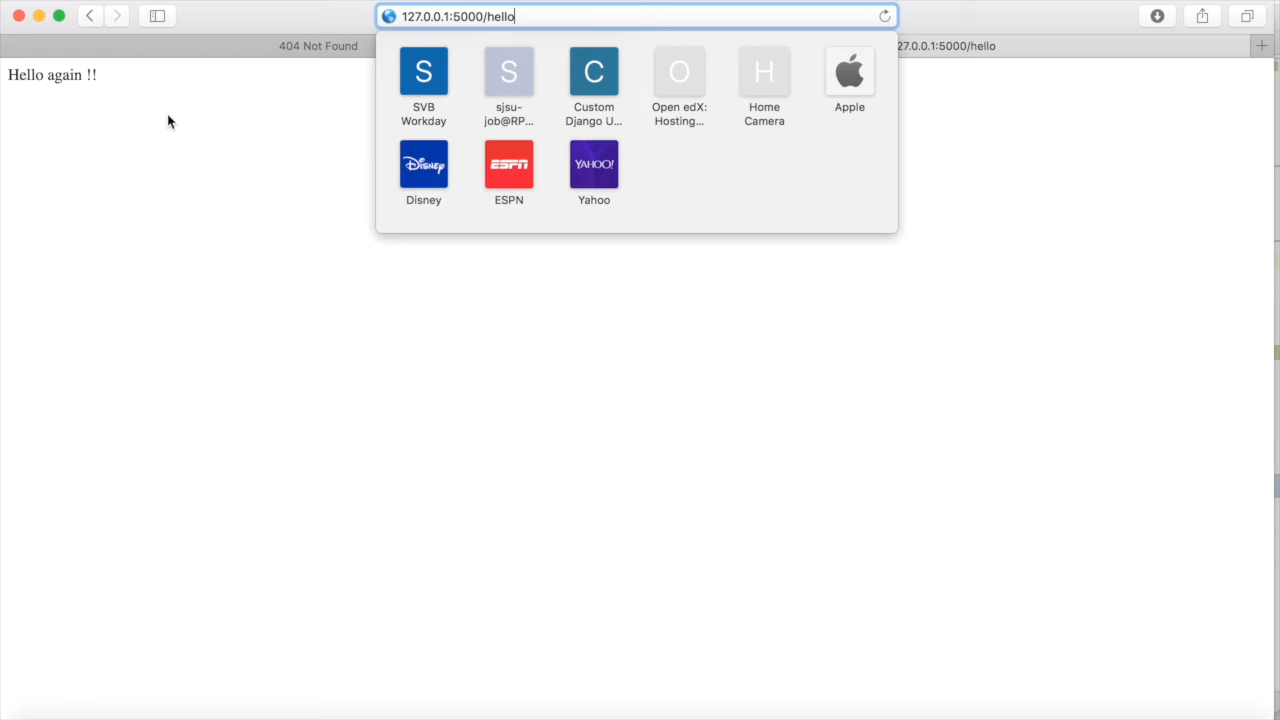 127.0.0.1:5000/hello
404 Not Found
27.0.0.1:5000/hello
Hello again !!
S
S
C
O
H
SVB
Workday
sjsu-
job@RP...
Custom
Django U...
Open edX:
Hosting...
Home
Camera
Apple
Disney
ESPN
YAHOO!
Disney
ESPN
Yahoo